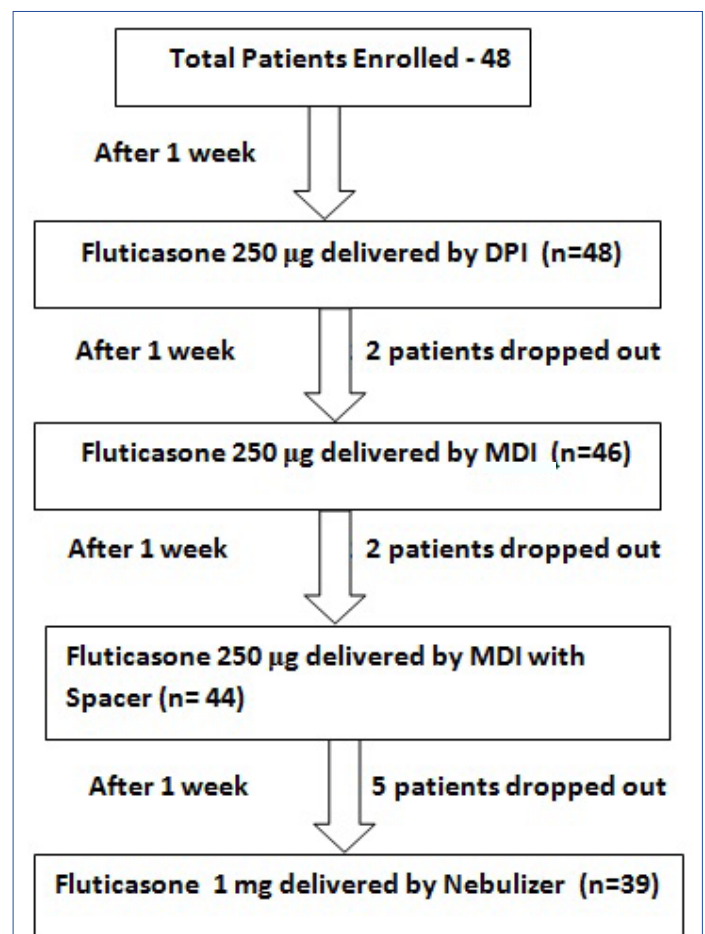 Total Patients Enrolled - 48
After 1 week
Fluticasone 250 µg delivered by DPI (n=48)
After 1 week 2 patients dropped out
Fluticasone 250 µg delivered by MDI (n=46)
After 1 week 2 patients dropped out
Fluticasone 250 µg delivered by MDI with
Spacer (n= 44)
After 1 week 5 patients dropped out
Fluticasone 1 mg delivered by Nebulizer (n=39)